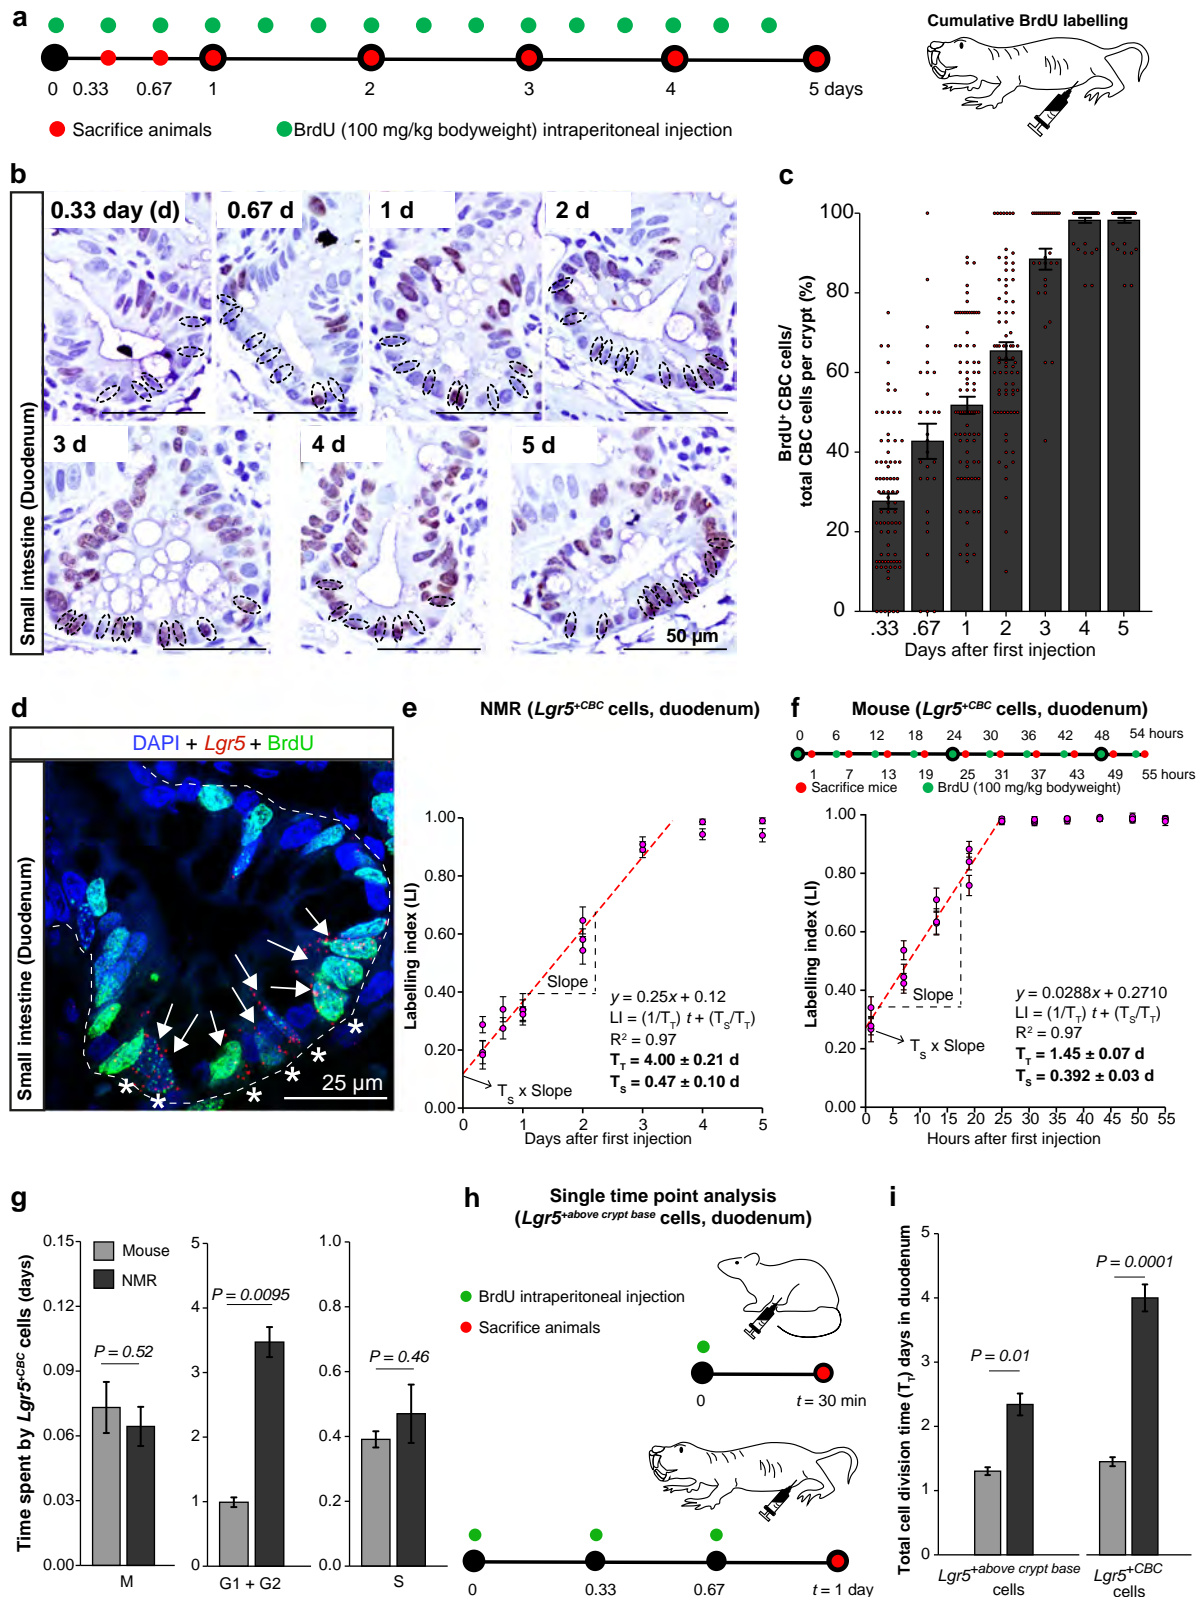 a
Cumulative BrdU labelling
0 0.33 0.67 1 2 3 4 5 days
Sacrifice animals BrdU (100 mg/kg bodyweight) intraperitoneal injection
b
Small intestine (Duodenum)
0.33 day (d) 0.67 d 1 d 2 d
3 d 4 d 5 d
50 µm
c
BrdU⁺ CBC cells/
total CBC cells per crypt (%)
100
80
60
40
20
0
.33 .67 1 2 3 4 5
Days after first injection
d
DAPI + Lgr5 + BrdU
Small intestine (Duodenum)
* * * * *
25 µm
e
NMR (Lgr5⁺ᶜᴮᶜ cells, duodenum)
Labelling index (LI)
1.00
0.80
0.60
0.40
0.20
0.00
Slope
y = 0.25x + 0.12
LI = (1/T_T) t + (T_S/T_T)
R² = 0.97
T_T = 4.00 ± 0.21 d
T_S = 0.47 ± 0.10 d
T_S x Slope
0 1 2 3 4 5
Days after first injection
f
Mouse (Lgr5⁺ᶜᴮᶜ cells, duodenum)
0 6 12 18 24 30 36 42 48 54 hours
1 7 13 19 25 31 37 43 49 55 hours
Sacrifice mice BrdU (100 mg/kg bodyweight)
Labelling index (LI)
1.00
0.80
0.60
0.40
0.20
0.00
Slope
y = 0.0288x + 0.2710
LI = (1/T_T) t + (T_S/T_T)
R² = 0.97
T_T = 1.45 ± 0.07 d
T_S = 0.392 ± 0.03 d
T_S x Slope
0 5 10 15 20 25 30 35 40 45 50 55
Hours after first injection
g
Time spent by Lgr5⁺ᶜᴮᶜ cells (days)
Mouse
NMR
0.15
0.12
0.09
0.06
0.03
0.00
P = 0.52
M
5
4
3
2
1
0
P = 0.0095
G1 + G2
1.0
0.8
0.6
0.4
0.2
0.0
P = 0.46
S
h
Single time point analysis
(Lgr5⁺ᵃᵇᵒᵛᵉ ᶜʳʸᵖᵗ ᵇᵃˢᵉ cells, duodenum)
BrdU intraperitoneal injection
Sacrifice animals
0 t = 30 min
0 0.33 0.67 t = 1 day
i
Total cell division time (T_T) days in duodenum
5
4
3
2
1
0
P = 0.01
P = 0.0001
Lgr5⁺ᵃᵇᵒᵛᵉ ᶜʳʸᵖᵗ ᵇᵃˢᵉ
cells
Lgr5⁺ᶜᴮᶜ
cells